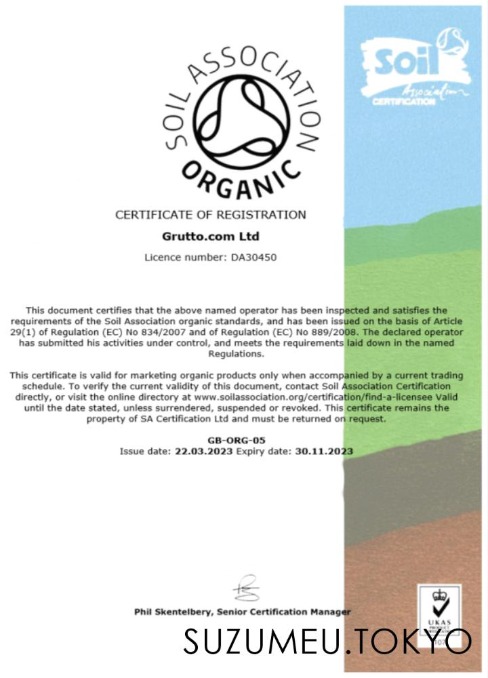 SOIL ASSOCIATION
ORGANIC
Soil
Association
CERTIFICATION
CERTIFICATE OF REGISTRATION
Grutto.com Ltd
Licence number: DA30450
This document certifies that the above named operator has been inspected and satisfies the
requirements of the Soil Association organic standards, and has been issued on the basis of Article
29(1) of Regulation (EC) No 834/2007 and of Regulation (EC) No 889/2008. The declared operator
has submitted his activities under control, and meets the requirements laid down in the named
Regulations.
This certificate is valid for marketing organic products only when accompanied by a current trading
schedule. To verify the current validity of this document, contact Soil Association Certification
directly, or visit the online directory at www.soilassociation.org/certification/find-a-licensee Valid
until the date stated, unless surrendered, suspended or revoked. This certificate remains the
property of SA Certification Ltd and must be returned on request.
GB-ORG-05
Issue date: 22.03.2023 Expiry date: 30.11.2023
Phil Skentelbery, Senior Certification Manager
UKAS
SUZUMEU.TOKYO